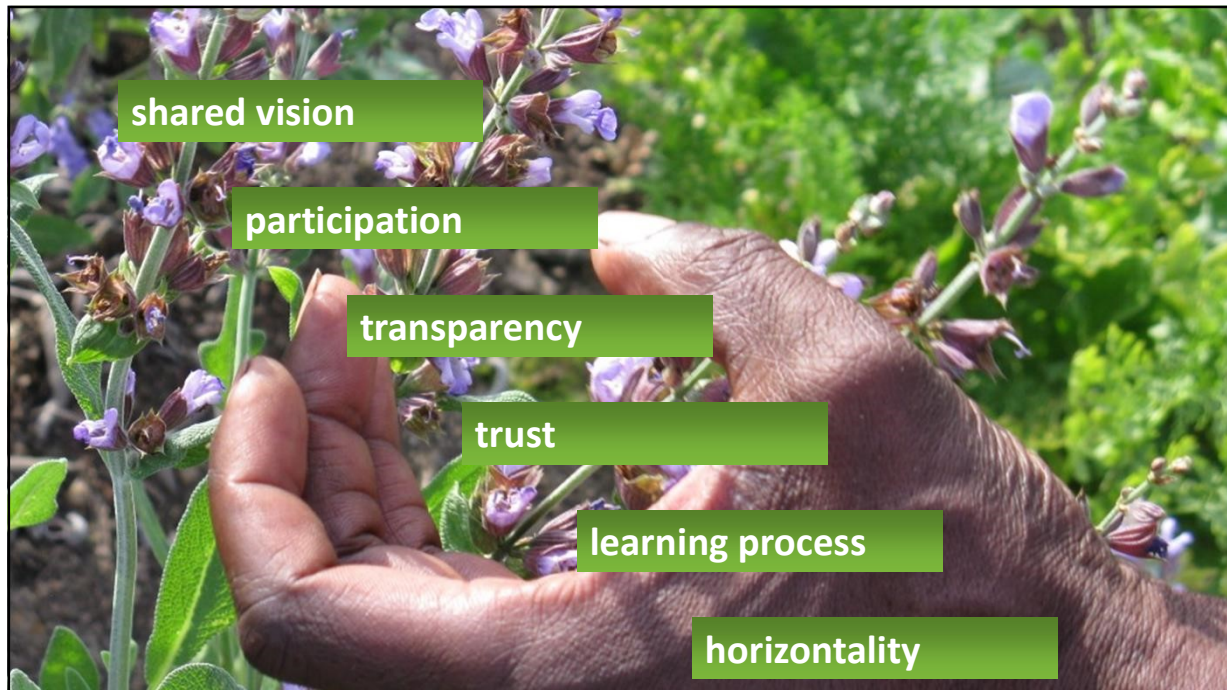 shared vision
participation
transparency
trust
learning process
horizontality